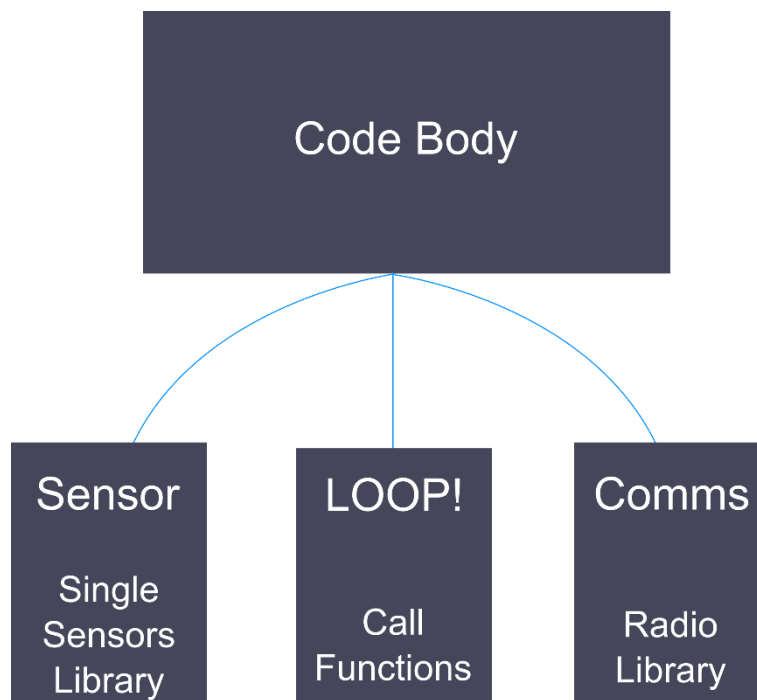 Code Body
Sensor
Single
Sensors
Library
LOOP!
Call
Functions
Comms
Radio
Library